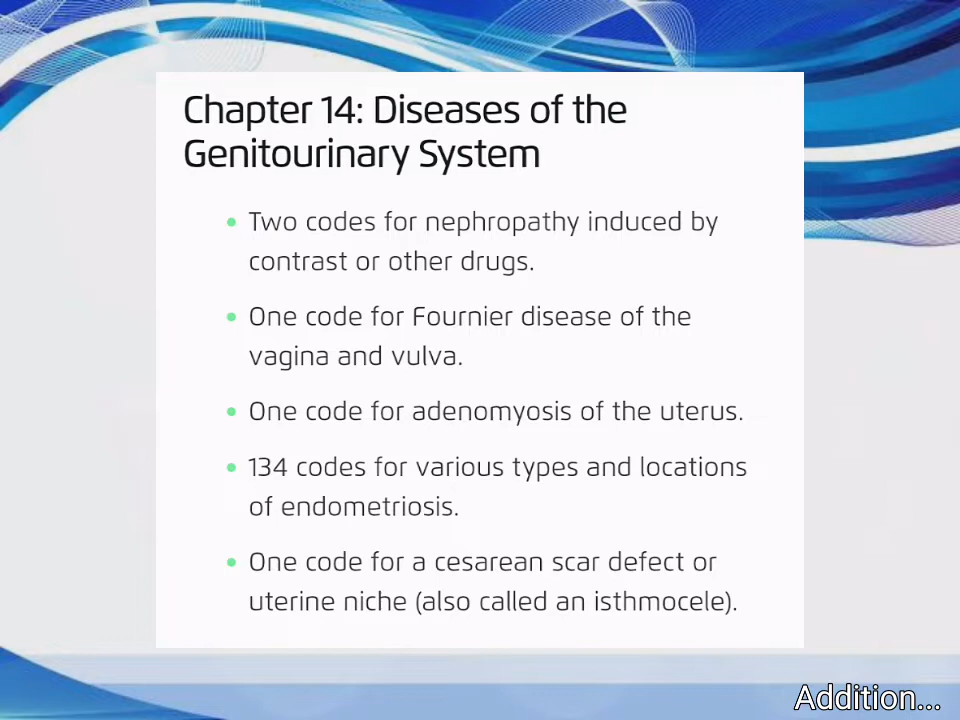 Chapter 14: Diseases of the
Genitourinary System
• Two codes for nephropathy induced by
contrast or other drugs.
• One code for Fournier disease of the
vagina and vulva.
• One code for adenomyosis of the uterus.
• 134 codes for various types and locations
of endometriosis.
• One code for a cesarean scar defect or
uterine niche (also called an isthmocele).
Addition...